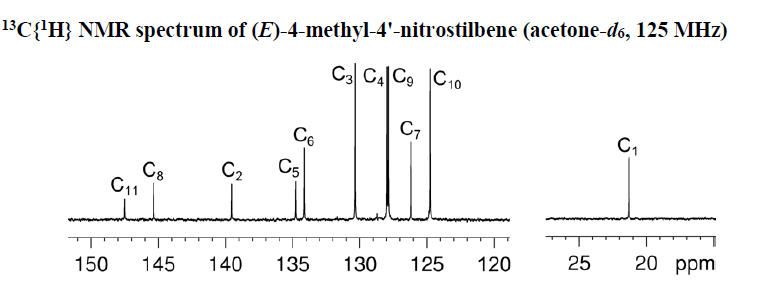 ¹³C{¹H} NMR spectrum of (E)-4-methyl-4'-nitrostilbene (acetone-d₆, 125 MHz)
C₃ C₄ C₉ C₁₀
C₆ C₇ C₁
C₁₁ C₈ C₂ C₅
150 145 140 135 130 125 120 25 20 ppm